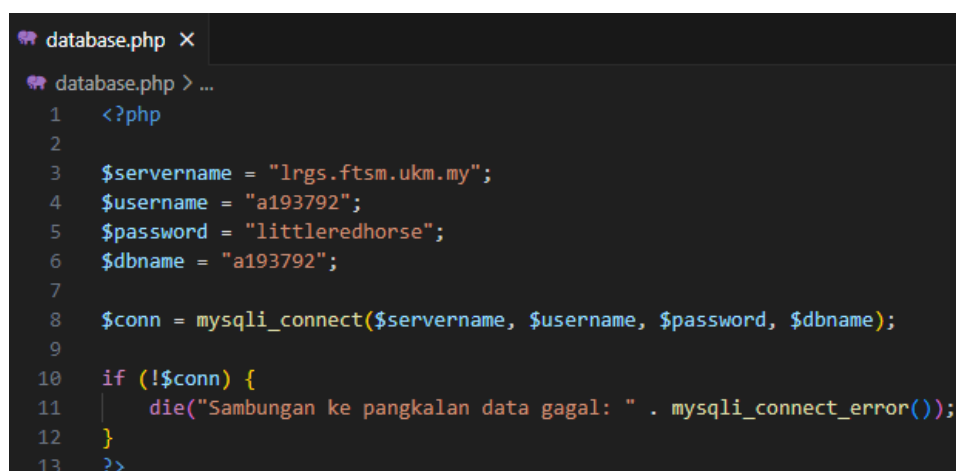 database.php ×
database.php > ...
1 <?php
2
3 $servername = "lrgs.ftsm.ukm.my";
4 $username = "a193792";
5 $password = "littleredhorse";
6 $dbname = "a193792";
7
8 $conn = mysqli_connect($servername, $username, $password, $dbname);
9
10 if (!$conn) {
11     die("Sambungan ke pangkalan data gagal: " . mysqli_connect_error());
12 }
13 ?>